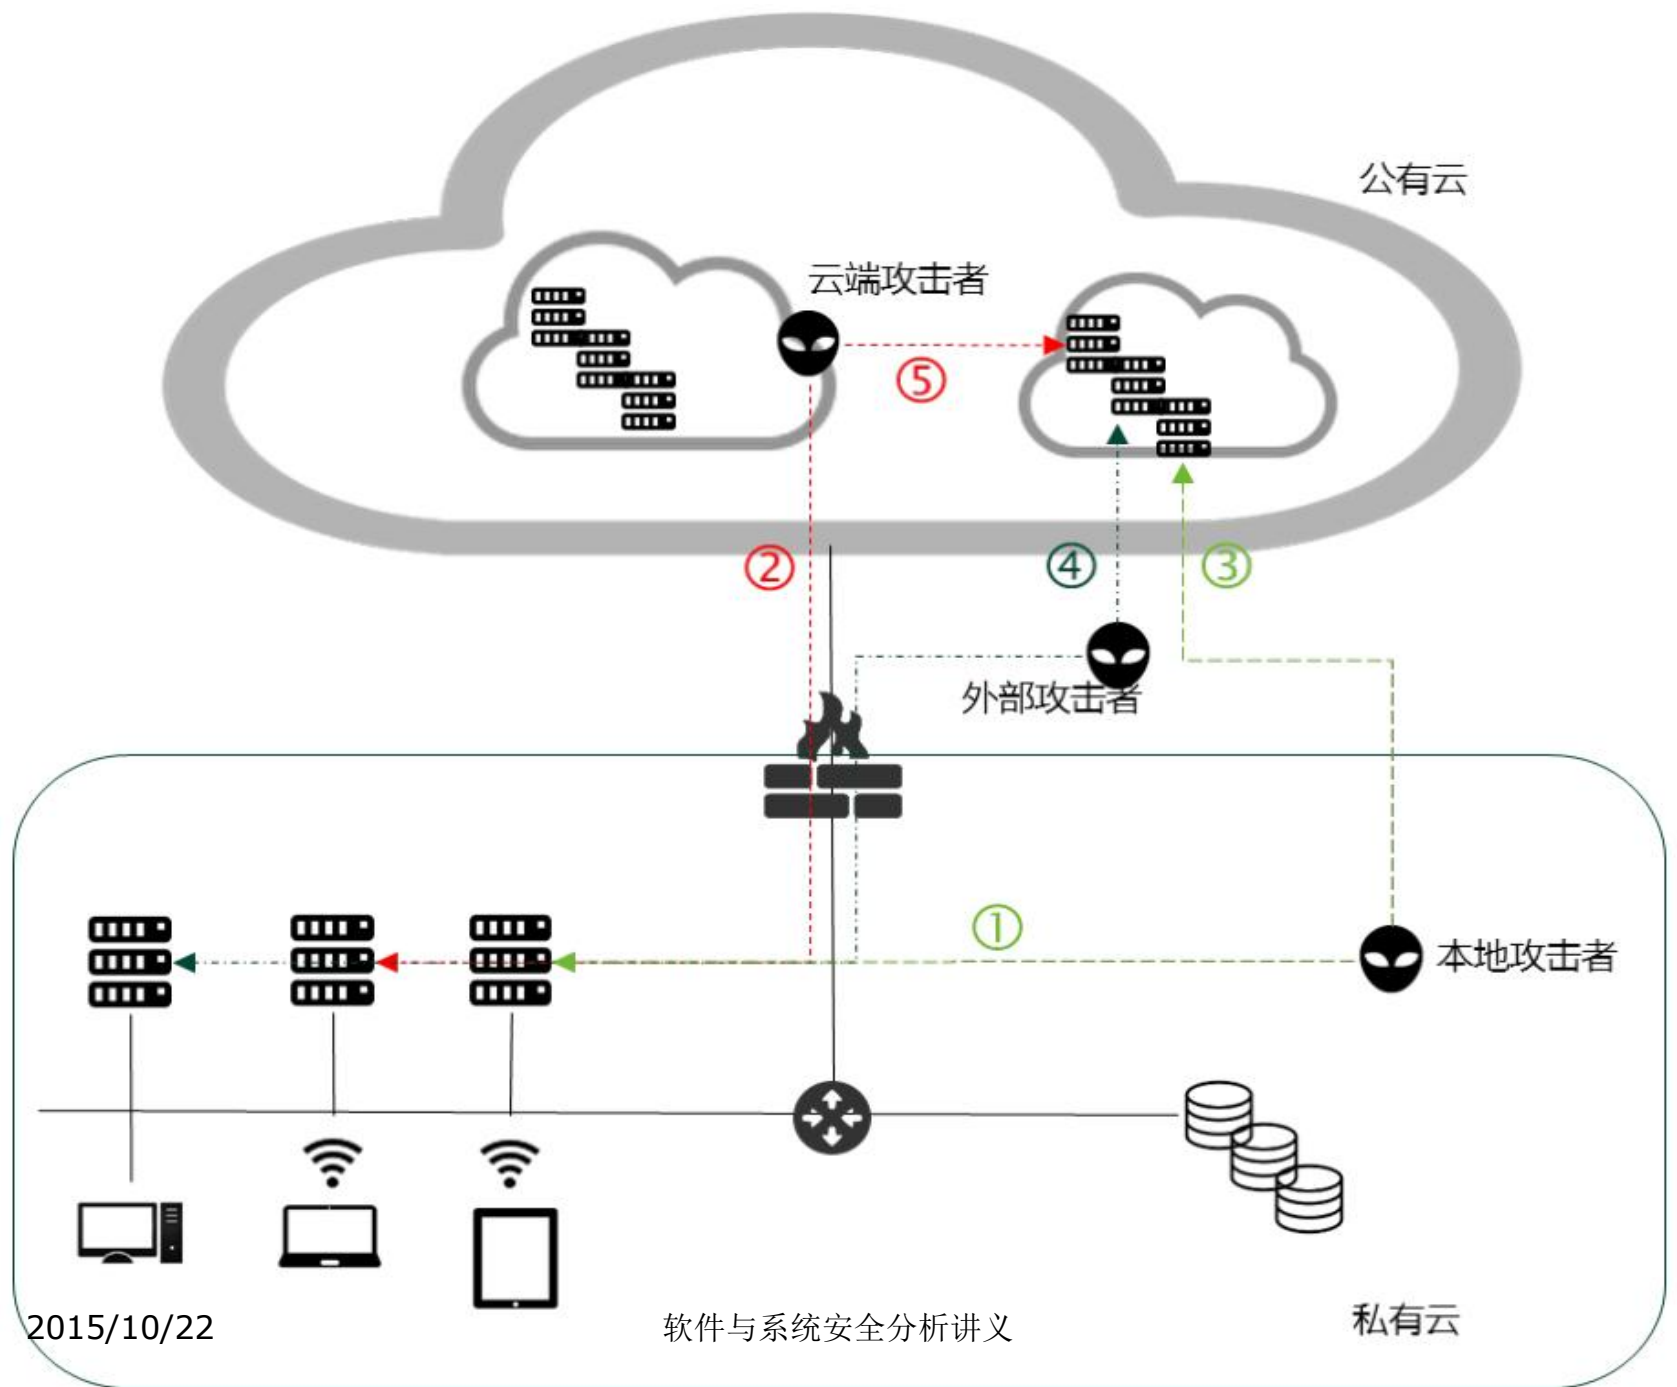 公有云
云端攻击者
⑤
②
④
③
外部攻击者
①
本地攻击者
私有云
2015/10/22
软件与系统安全分析讲义